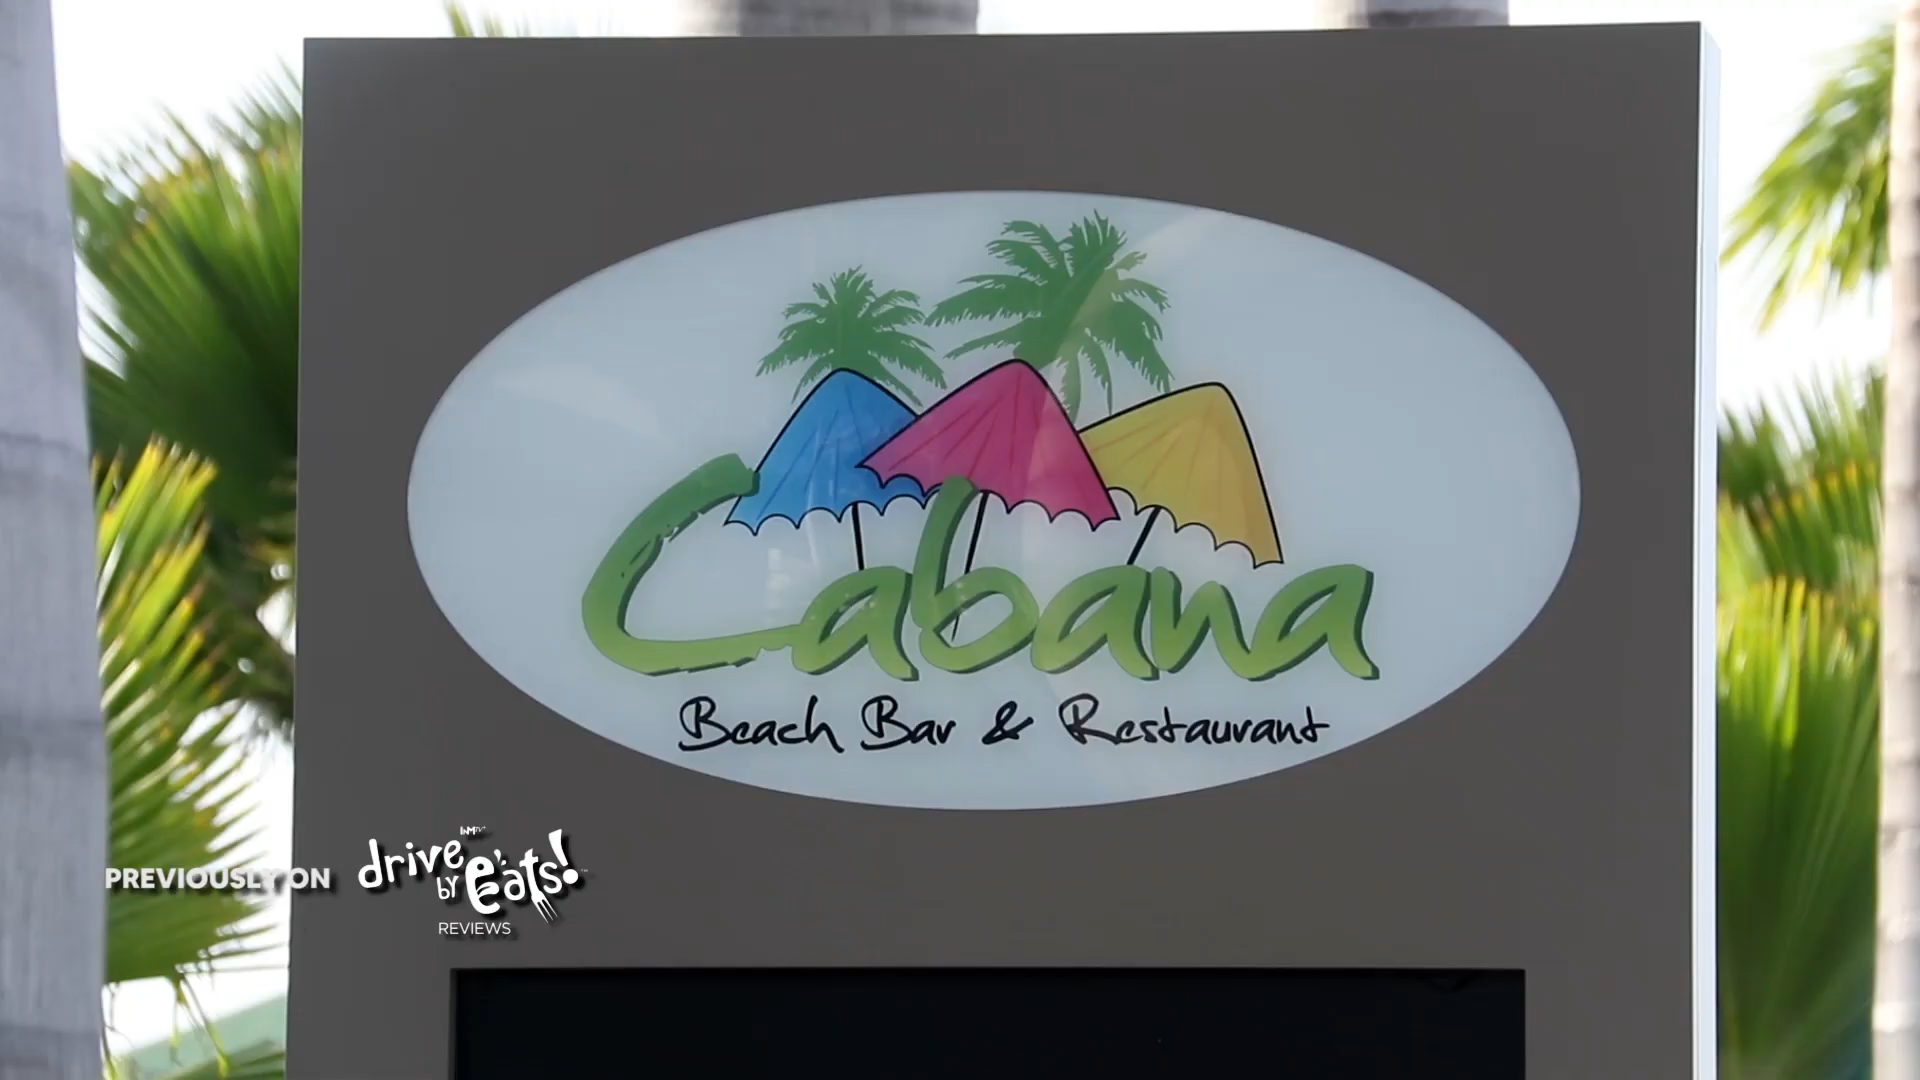 Cabana
Beach Bar & Restaurant
PREVIOUSLY ON
drive by eats!
REVIEWS